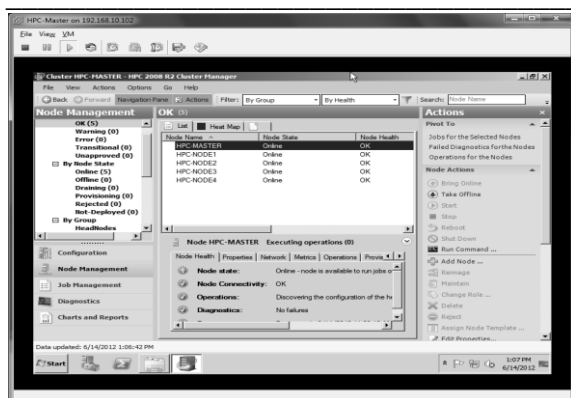 HPC-Master on 192.168.10.102
File View VM
Cluster HPC-MASTER - HPC 2008 R2 Cluster Manager
File View Actions Options Go Help
Back Forward Navigation Pane Actions Filter: By Group By Health Search: Node Name
Node Management OK (5) Actions
OK (5)
Warning (0)
Error (0)
Transitional (0)
Unapproved (0)
By Node State
Online (5)
Offline (0)
Draining (0)
Provisioning (0)
Rejected (0)
Not-Deployed (0)
By Group
HeadNodes
Configuration
Node Management
Job Management
Diagnostics
Charts and Reports
List Heat Map
Node Name Node State Node Health
HPC-MASTER Online OK
HPC-NODE1 Online OK
HPC-NODE2 Online OK
HPC-NODE3 Online OK
HPC-NODE4 Online OK
Node HPC-MASTER Executing operations (0)
Node Health Properties Network Metrics Operations Provis
Node state: Online - node is available to run jobs o
Node Connectivity: OK
Operations: Discovering the configuration of the he
Diagnostics: No failures
Pivot To
Jobs for the Selected Nodes
Failed Diagnostics for the Nodes
Operations for the Nodes
Node Actions
Bring Online
Take Offline
Start
Stop
Reboot
Shut Down
Run Command ...
Add Node ...
Reimage
Maintain
Change Role ...
Delete
Reject
Assign Node Template ...
Edit Properties...
Data updated: 6/14/2012 1:06:42 PM
Start
1:07 PM
6/14/2012